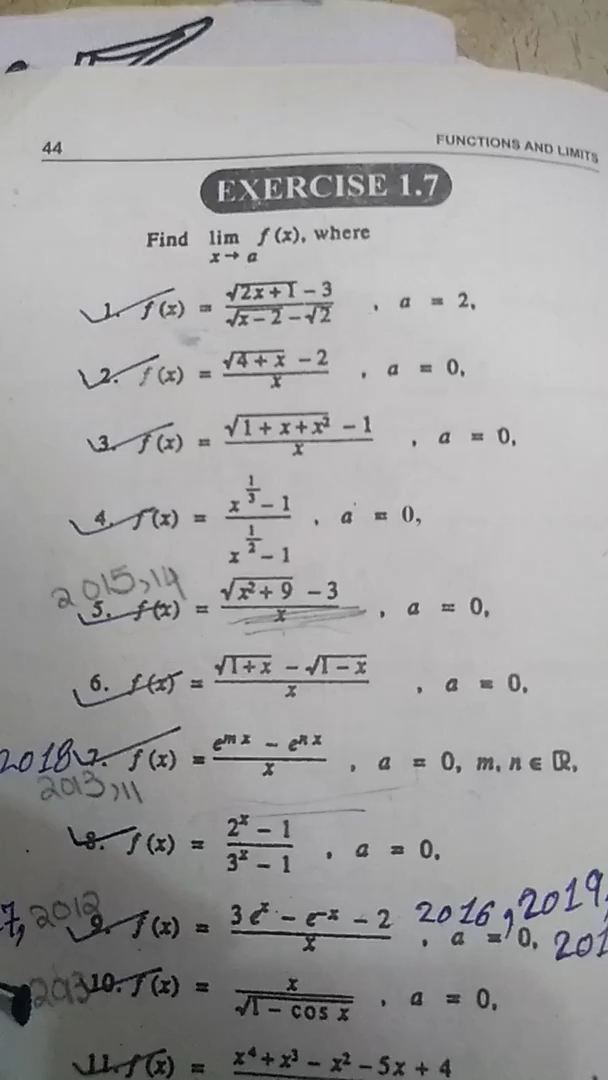 44
FUNCTIONS AND LIMITS
EXERCISE 1.7
Find lim f(x), where
x→a
1. f(x) = (√(2x+1) − 3)/(√(x−2) − √2) , a = 2,
2. f(x) = (√(4+x) − 2)/x , a = 0,
3. f(x) = (√(1+x+x²) − 1)/x , a = 0,
4. f(x) = (x^(1/3) − 1)/(x^(1/2) − 1) , a = 0,
2015,14
5. f(x) = (√(x²+9) − 3)/x , a = 0,
6. f(x) = (√(1+x) − √(1−x))/x , a = 0,
2018 7. f(x) = (e^(mx) − e^(nx))/x , a = 0, m, n ∈ ℝ,
2013,11
8. f(x) = (2^x − 1)/(3^x − 1) , a = 0,
7, 2012 2016, 2019,
9. f(x) = (3e^x − e^(−x) − 2)/x , a = 0, 201
2013 10. f(x) = x/√(1 − cos x) , a = 0,
11. f(x) = x⁴+x³ − x² − 5x + 4